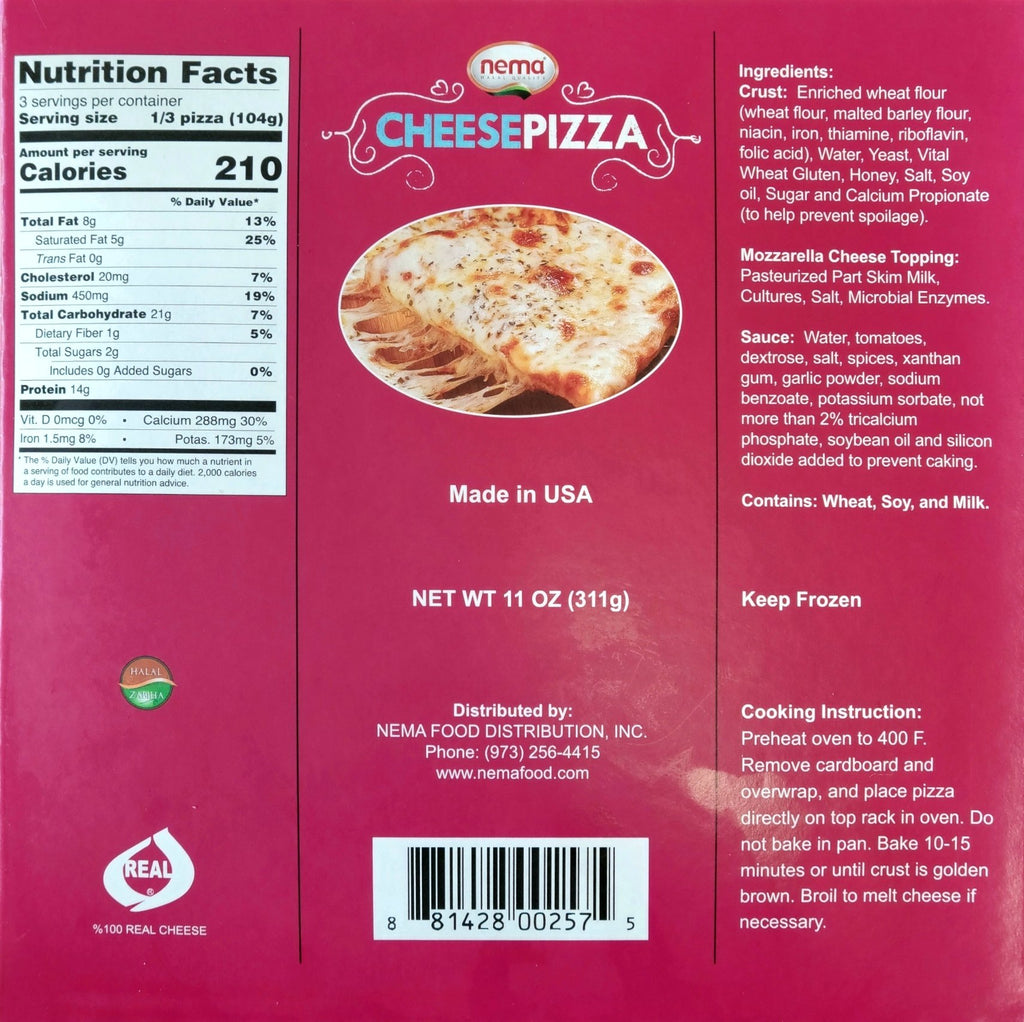 Nutrition Facts
3 servings per container
Serving size 1/3 pizza (104g)
Amount per serving
Calories 210
% Daily Value*
Total Fat 8g 13%
Saturated Fat 5g 25%
Trans Fat 0g
Cholesterol 20mg 7%
Sodium 450mg 19%
Total Carbohydrate 21g 7%
Dietary Fiber 1g 5%
Total Sugars 2g
Includes 0g Added Sugars 0%
Protein 14g
Vit. D 0mcg 0% • Calcium 288mg 30%
Iron 1.5mg 8% • Potas. 173mg 5%
* The % Daily Value (DV) tells you how much a nutrient in
a serving of food contributes to a daily diet. 2,000 calories
a day is used for general nutrition advice.
HALAL
ZABIHA
REAL
®
%100 REAL CHEESE
nema
HALAL QUALITY
CHEESEPIZZA
Made in USA
NET WT 11 OZ (311g)
Distributed by:
NEMA FOOD DISTRIBUTION, INC.
Phone: (973) 256-4415
www.nemafood.com
8 81428 00257 5
Ingredients:
Crust: Enriched wheat flour
(wheat flour, malted barley flour,
niacin, iron, thiamine, riboflavin,
folic acid), Water, Yeast, Vital
Wheat Gluten, Honey, Salt, Soy
oil, Sugar and Calcium Propionate
(to help prevent spoilage).
Mozzarella Cheese Topping:
Pasteurized Part Skim Milk,
Cultures, Salt, Microbial Enzymes.
Sauce: Water, tomatoes,
dextrose, salt, spices, xanthan
gum, garlic powder, sodium
benzoate, potassium sorbate, not
more than 2% tricalcium
phosphate, soybean oil and silicon
dioxide added to prevent caking.
Contains: Wheat, Soy, and Milk.
Keep Frozen
Cooking Instruction:
Preheat oven to 400 F.
Remove cardboard and
overwrap, and place pizza
directly on top rack in oven. Do
not bake in pan. Bake 10-15
minutes or until crust is golden
brown. Broil to melt cheese if
necessary.